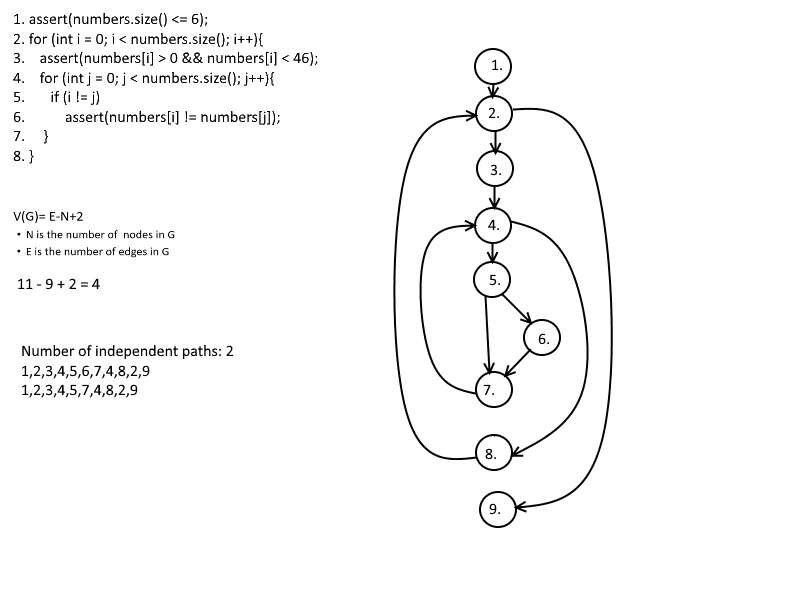 1. assert(numbers.size() <= 6);
2. for (int i = 0; i < numbers.size(); i++){
3. assert(numbers[i] > 0 && numbers[i] < 46);
4. for (int j = 0; j < numbers.size(); j++){
5. if (i != j)
6. assert(numbers[i] != numbers[j]);
7. }
8. }
V(G)= E-N+2
• N is the number of nodes in G
• E is the number of edges in G
11 - 9 + 2 = 4
Number of independent paths: 2
1,2,3,4,5,6,7,4,8,2,9
1,2,3,4,5,7,4,8,2,9
1.
2.
3.
4.
5.
6.
7.
8.
9.